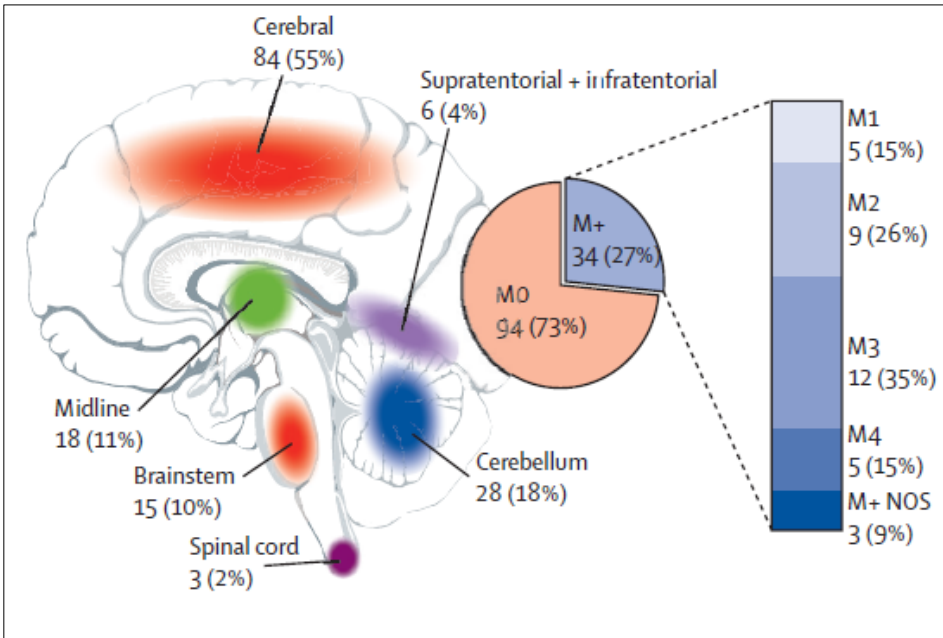 Cerebral
84 (55%)
Supratentorial + infratentorial
6 (4%)
M+
34 (27%)
M0
94 (73%)
M1
5 (15%)
M2
9 (26%)
M3
12 (35%)
M4
5 (15%)
M+ NOS
3 (9%)
Midline
18 (11%)
Brainstem
15 (10%)
Cerebellum
28 (18%)
Spinal cord
3 (2%)